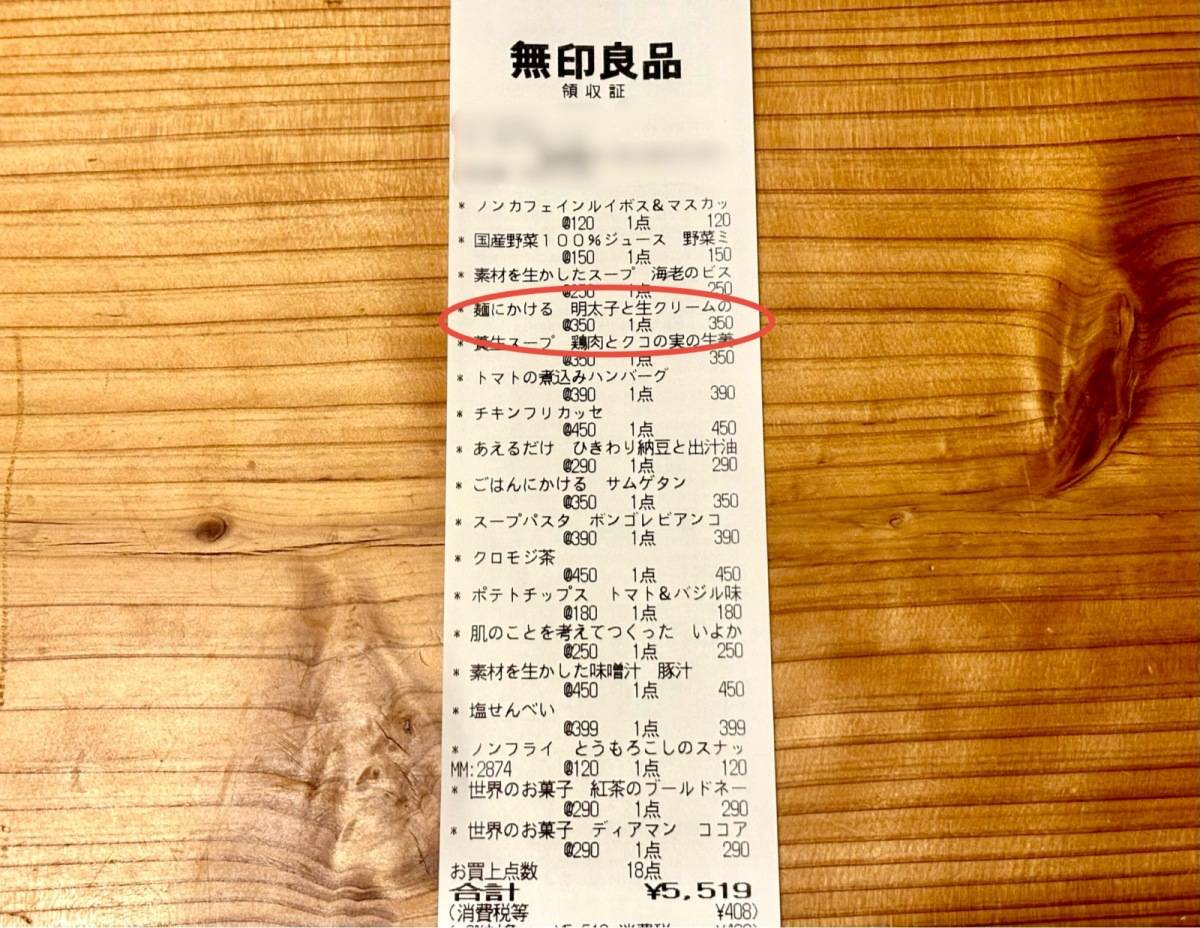 無印良品
領収証
* ノンカフェインルイボス&マスカッ
@120 1点 120
* 国産野菜100%ジュース 野菜ミ
@150 1点 150
* 素材を生かしたスープ 海老のビス
@250 1点 250
* 麺にかける 明太子と生クリームの
@350 1点 350
* 養生スープ 鶏肉とクコの実の生姜
@350 1点 350
* トマトの煮込みハンバーグ
@390 1点 390
* チキンフリカッセ
@450 1点 450
* あえるだけ ひきわり納豆と出汁油
@290 1点 290
* ごはんにかける サムゲタン
@350 1点 350
* スープパスタ ボンゴレビアンコ
@390 1点 390
* クロモジ茶
@450 1点 450
* ポテトチップス トマト&バジル味
@180 1点 180
* 肌のことを考えてつくった いよか
@250 1点 250
* 素材を生かした味噌汁 豚汁
@450 1点 450
* 塩せんべい
@399 1点 399
* ノンフライ とうもろこしのスナッ
MM:2874 @120 1点 120
* 世界のお菓子 紅茶のブールドネー
@290 1点 290
* 世界のお菓子 ディアマン ココア
@290 1点 290
お買上点数 18点
合計 ¥5,519
(消費税等 ¥408)